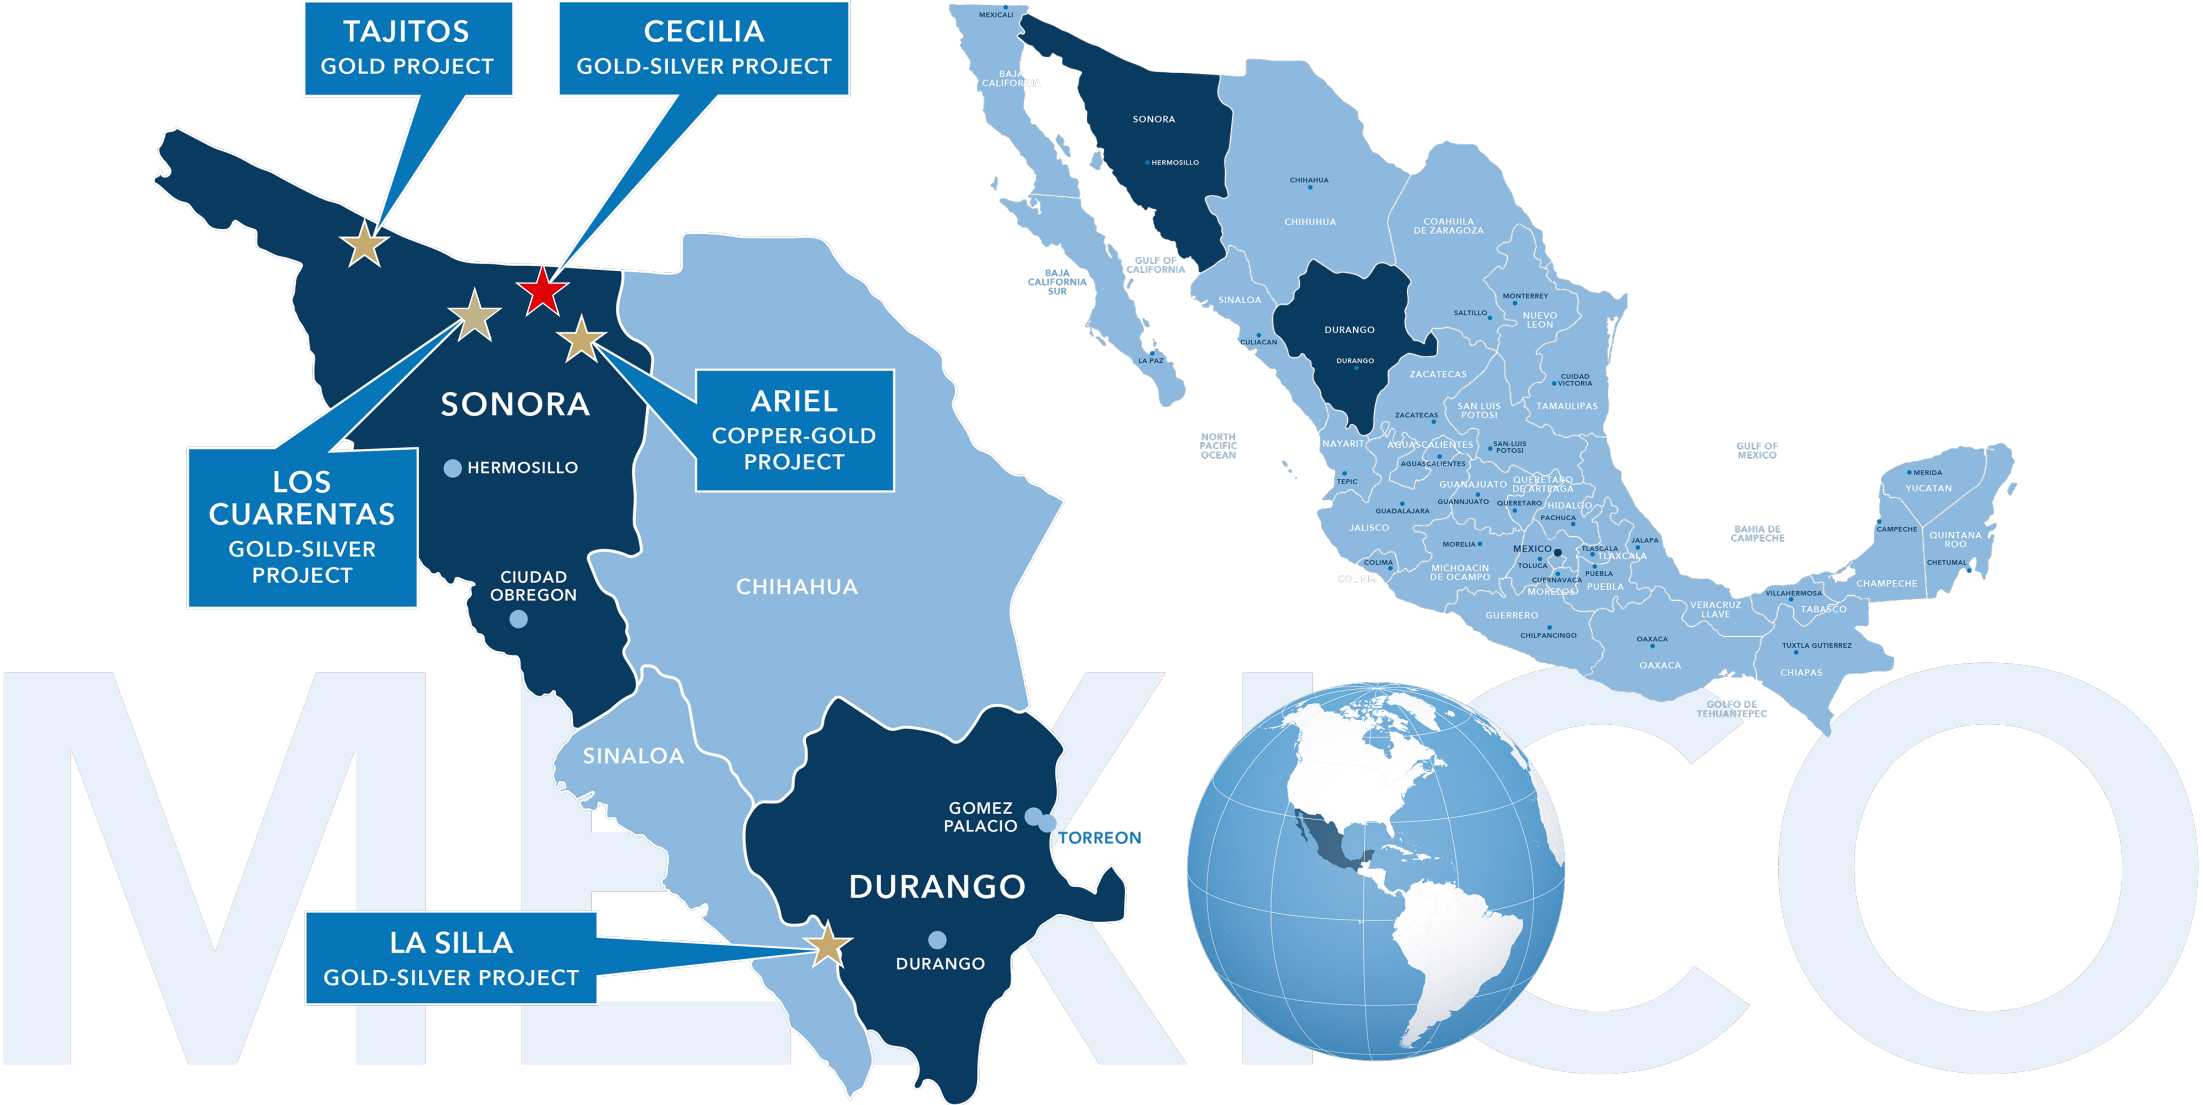 TAJITOS
GOLD PROJECT
CECILIA
GOLD-SILVER PROJECT
SONORA
HERMOSILLO
ARIEL
COPPER-GOLD
PROJECT
LOS
CUARENTAS
GOLD-SILVER
PROJECT
CIUDAD
OBREGON
CHIHAHUA
SINALOA
GOMEZ
PALACIO
TORREON
DURANGO
DURANGO
LA SILLA
GOLD-SILVER PROJECT
MEXICO
MEXICALI
BAJA
CALIFORNIA
SONORA
HERMOSILLO
CHIHAHUA
CHIHUHUA
COAHUILA
DE ZARAGOZA
GULF OF
CALIFORNIA
BAJA
CALIFORNIA
SUR
SINALOA
CULIACAN
LA PAZ
DURANGO
DURANGO
MONTERREY
SALTILLO
NUEVO
LEON
ZACATECAS
CUIDAD
VICTORIA
SAN LUIS
POTOSI
TAMAULIPAS
ZACATECAS
NORTH
PACIFIC
OCEAN
NAYARIT
AGUASCALIENTES
SAN-LUIS
POTOSI
AGUASCALIENTES
TEPIC
GUANAJUATO
QUERETARO
DE ARTEAGA
GUANNJUATO
QUERETARO
HIDALGO
GUADALAJARA
PACHUCA
JALISCO
GULF OF
MEXICO
MERIDA
YUCATAN
BAHIA DE
CAMPECHE
CAMPECHE
QUINTANA
ROO
CHETUMAL
CHAMPECHE
MORELIA
MEXICO
TLASCALA
TLAXCALA
JALAPA
COLIMA
COLIMA
MICHOACIN
DE OCAMPO
TOLUCA
PUEBLA
CUERNAVACA
MORELOS
PUEBLA
VILLAHERMOSA
TABASCO
VERACRUZ
LLAVE
GUERRERO
CHILPANCINGO
OAXACA
OAXACA
TUXTLA GUTIERREZ
CHIAPAS
GOLFO DE
TEHUANTEPEC